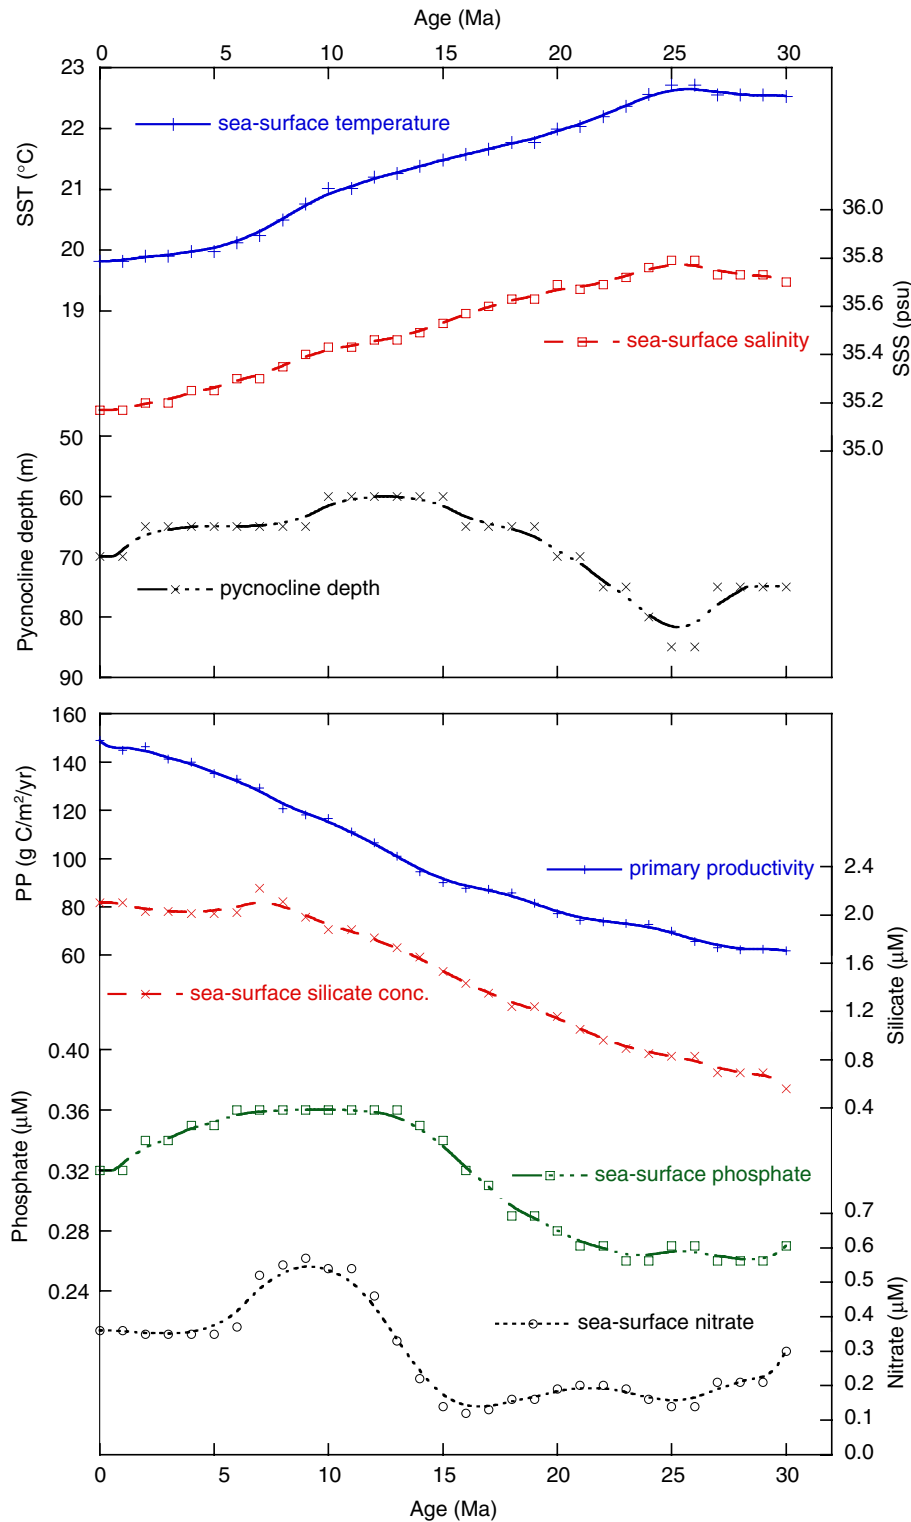 Age (Ma)
0 5 10 15 20 25 30
23
22
21
20
19
SST (°C)
sea-surface temperature
36.0
35.8
35.6
35.4
35.2
35.0
SSS (psu)
sea-surface salinity
50
60
70
80
90
Pycnocline depth (m)
pycnocline depth
160
140
120
100
80
60
PP (g C/m²/yr)
primary productivity
2.4
2.0
1.6
1.2
0.8
0.4
Silicate (μM)
sea-surface silicate conc.
0.40
0.36
0.32
0.28
0.24
Phosphate (μM)
sea-surface phosphate
0.7
0.6
0.5
0.4
0.3
0.2
0.1
0.0
Nitrate (μM)
sea-surface nitrate
0 5 10 15 20 25 30
Age (Ma)